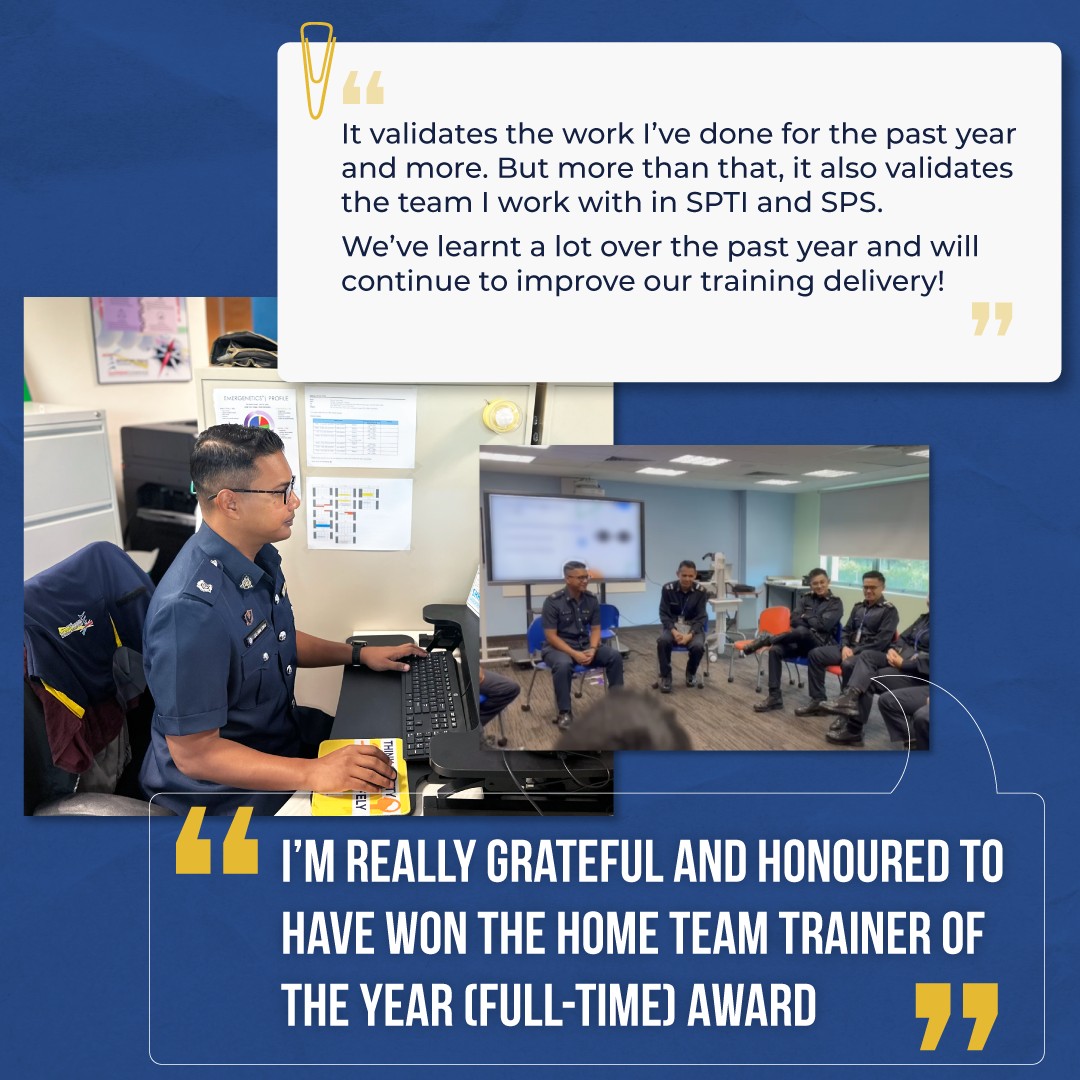 It validates the work I’ve done for the past year
and more. But more than that, it also validates
the team I work with in SPTI and SPS.
We’ve learnt a lot over the past year and will
continue to improve our training delivery!
EMERGENETICS® | PROFILE
“I’M REALLY GRATEFUL AND HONOURED TO
HAVE WON THE HOME TEAM TRAINER OF
THE YEAR (FULL-TIME) AWARD”